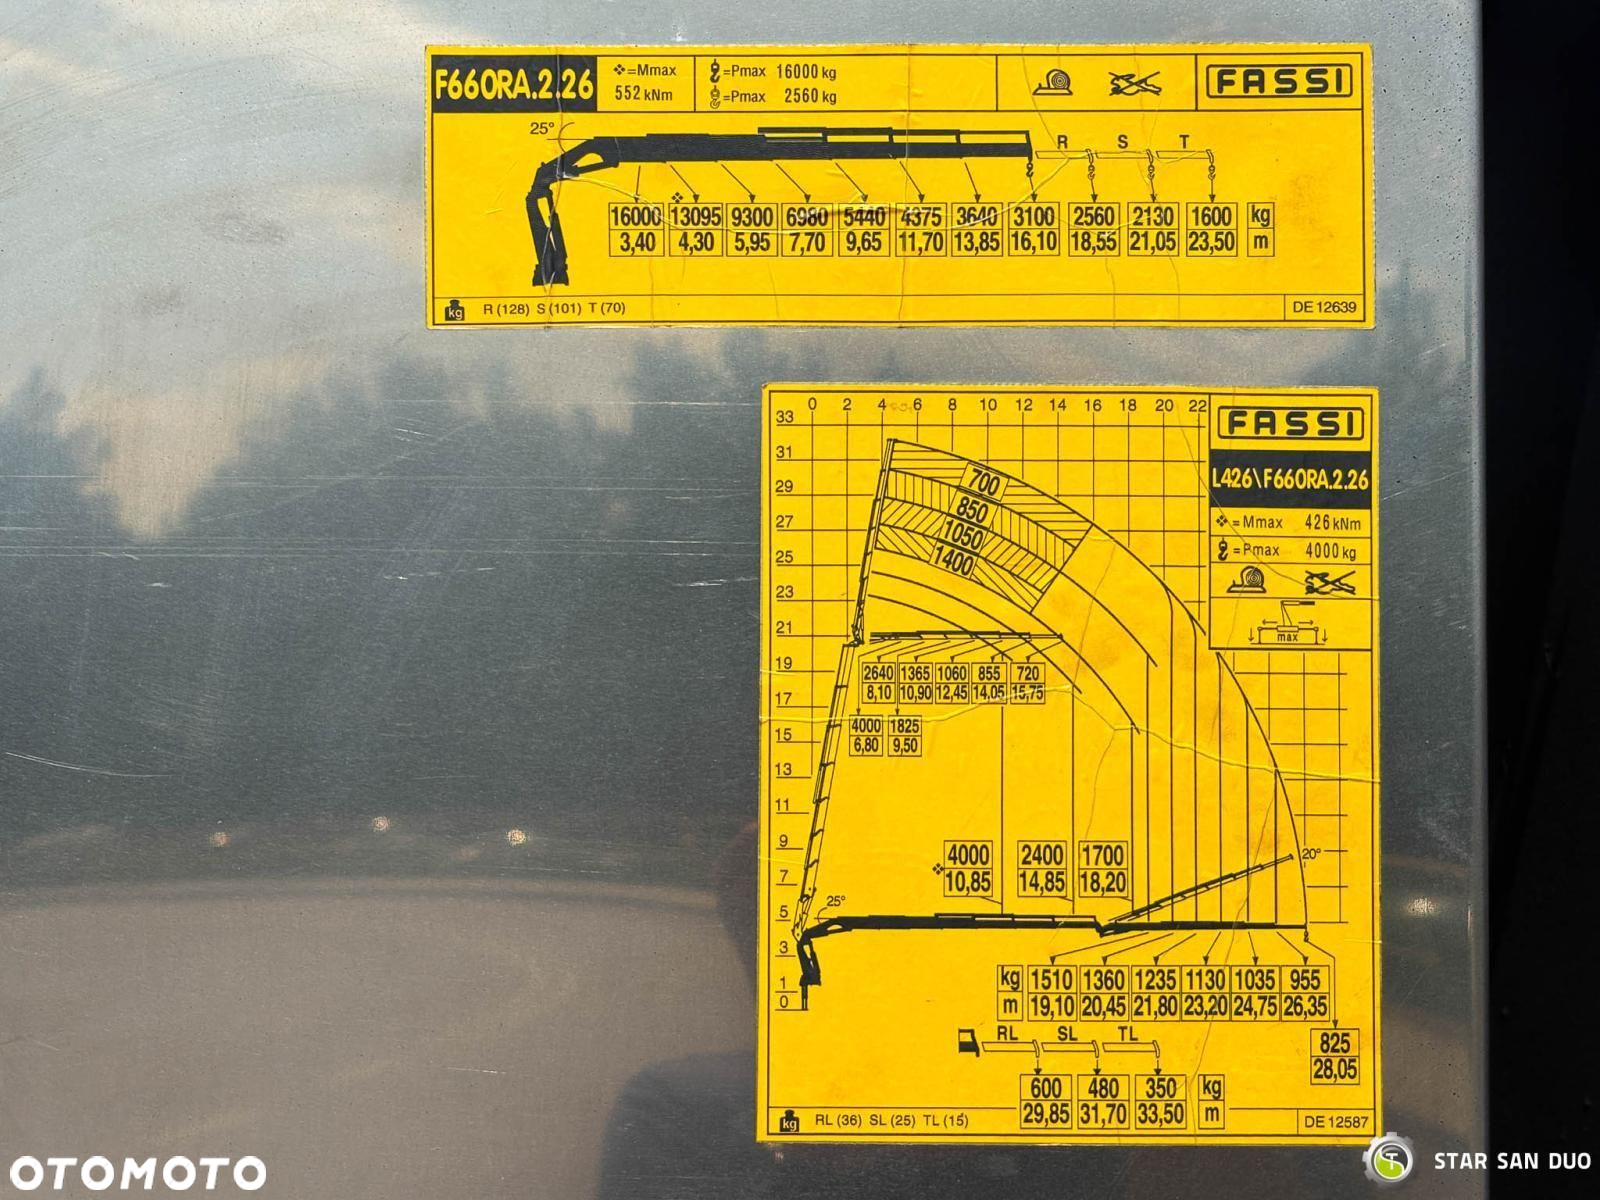 F660RA.2.26
❖=Mmax
552 kNm
=Pmax 16000 kg
=Pmax 2560 kg
FASSI
25°
R S T
16000 13095 9300 6980 5440 4375 3640 3100 2560 2130 1600 kg
3,40 4,30 5,95 7,70 9,65 11,70 13,85 16,10 18,55 21,05 23,50 m
kg R (128) S (101) T (70)
DE 12639
0 2 4 6 8 10 12 14 16 18 20 22
33
31
29
27
25
23
21
19
17
15
13
11
9
7
5
3
1
0
FASSI
L426\F660RA.2.26
❖=Mmax 426 kNm
=Pmax 4000 kg
max
700
850
1050
1400
2640 1365 1060 855 720
8,10 10,90 12,45 14,05 15,75
4000 1825
6,80 9,50
4000 2400 1700
❖ 10,85 14,85 18,20
20°
25°
kg 1510 1360 1235 1130 1035 955
m 19,10 20,45 21,80 23,20 24,75 26,35
825
28,05
RL SL TL
600 480 350 kg
29,85 31,70 33,50 m
kg RL (36) SL (25) TL (15)
DE 12587
OTOMOTO
STAR SAN DUO